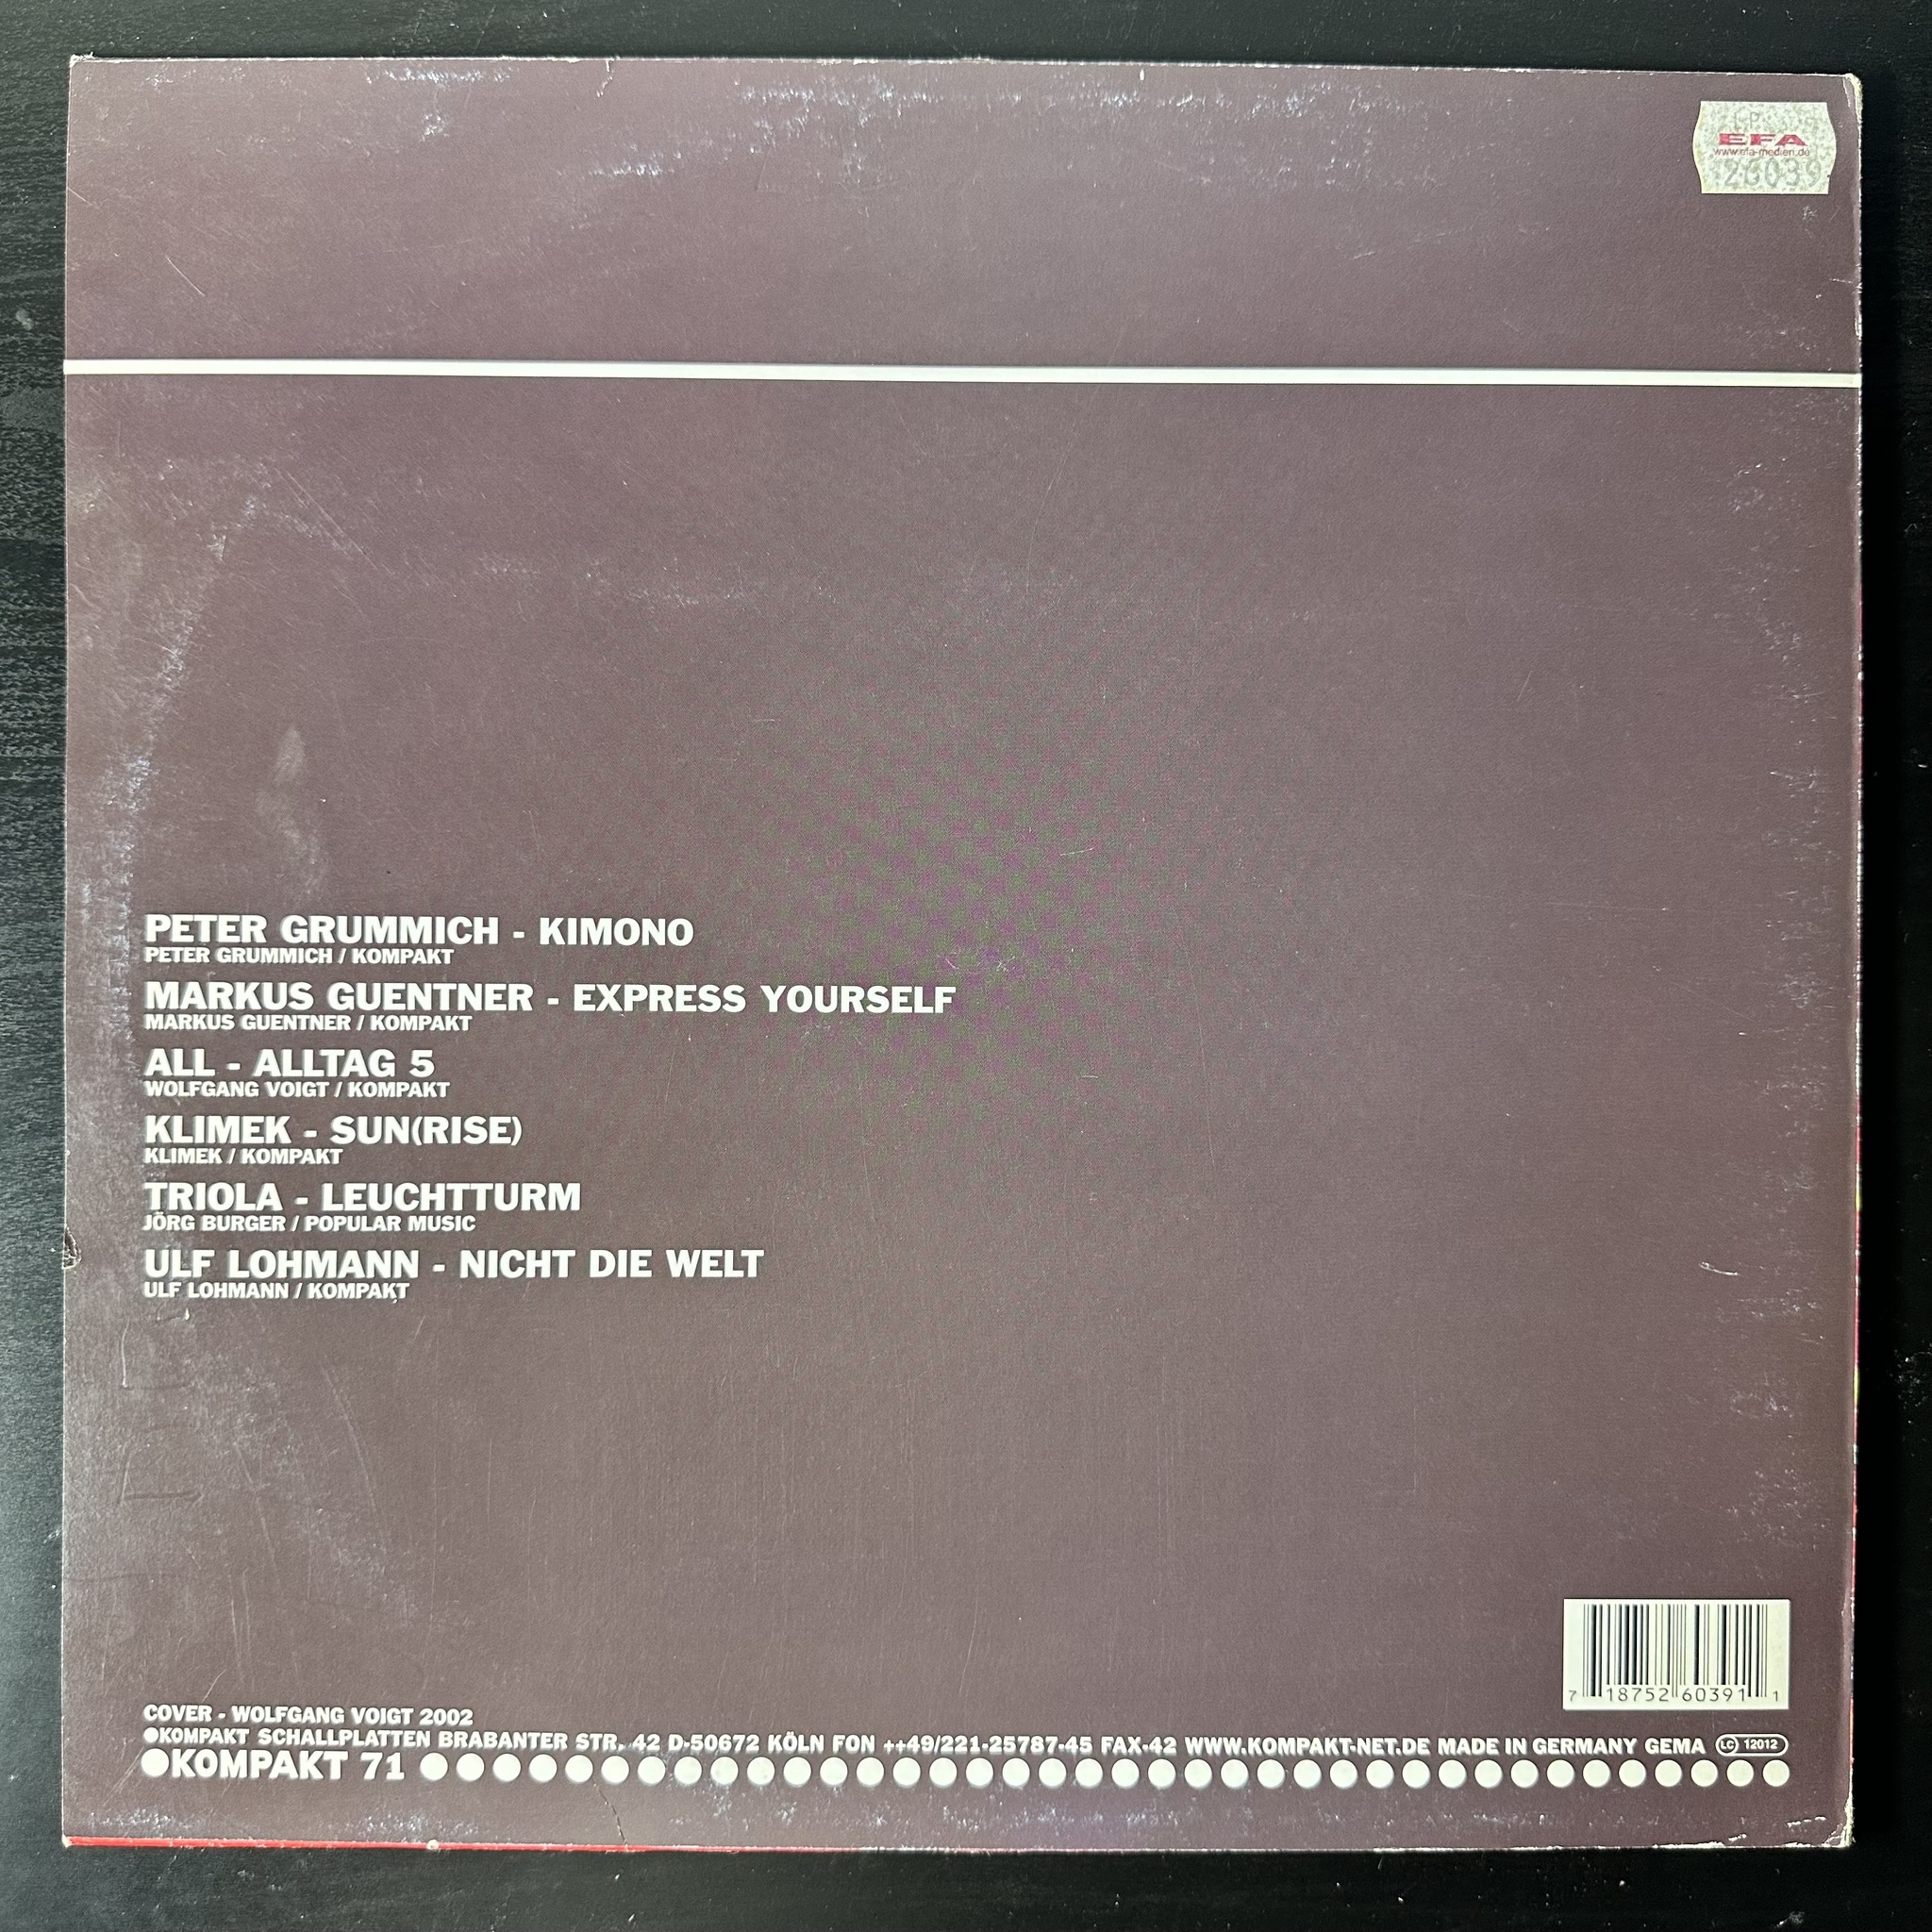 LP
EFA
www.efa-medien.de
26039
PETER GRUMMICH - KIMONO
PETER GRUMMICH / KOMPAKT
MARKUS GUENTNER - EXPRESS YOURSELF
MARKUS GUENTNER / KOMPAKT
ALL - ALLTAG 5
WOLFGANG VOIGT / KOMPAKT
KLIMEK - SUN(RISE)
KLIMEK / KOMPAKT
TRIOLA - LEUCHTTURM
JÖRG BURGER / POPULAR MUSIC
ULF LOHMANN - NICHT DIE WELT
ULF LOHMANN / KOMPAKT
7 18752 60391 1
COVER - WOLFGANG VOIGT 2002
●KOMPAKT SCHALLPLATTEN BRABANTER STR. 42 D-50672 KÖLN FON ++49/221-25787-45 FAX-42 WWW.KOMPAKT-NET.DE MADE IN GERMANY GEMA LC 12012
●KOMPAKT 71